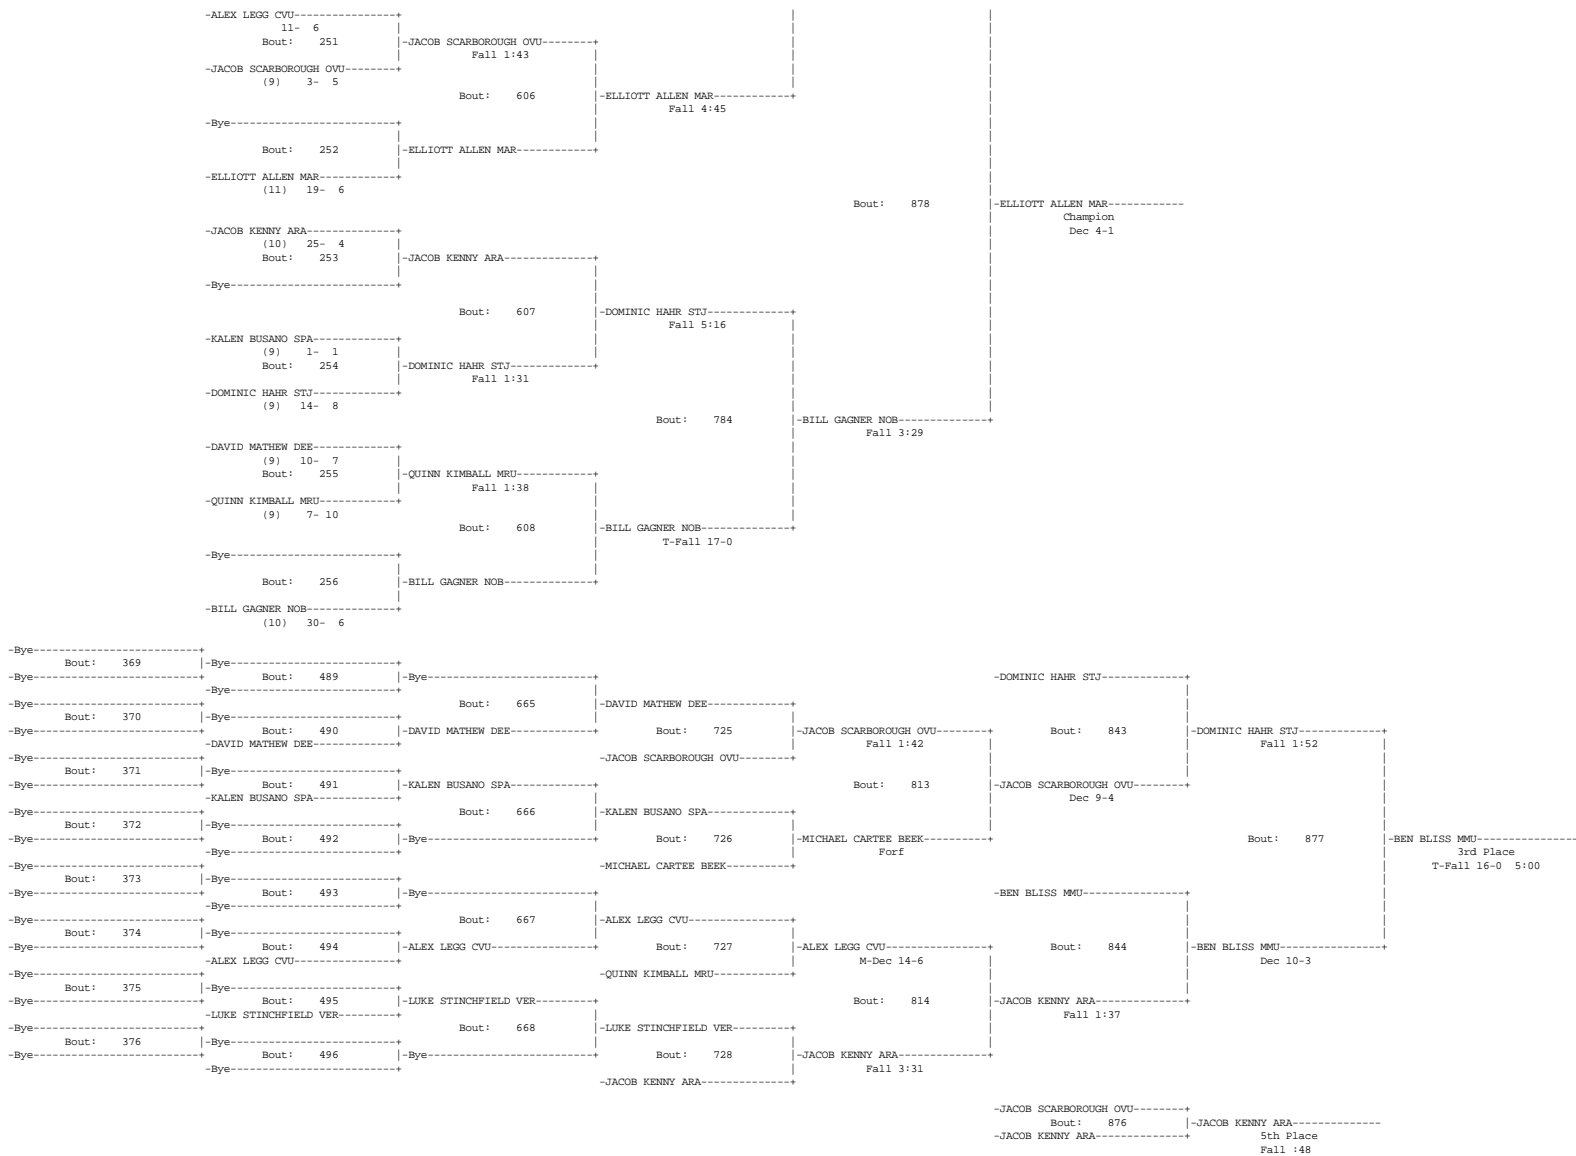 -ALEX LEGG CVU---------------+
11-  6
Bout:    251    |-JACOB SCARBOROUGH OVU--------+
Fall 1:43
-JACOB SCARBOROUGH OVU--------+
(9)    3-  5
Bout:    606    |-ELLIOTT ALLEN MAR------------+
Fall 4:45
-Bye--------------------------+
Bout:    252    |-ELLIOTT ALLEN MAR------------+
-ELLIOTT ALLEN MAR------------+
(11)   19-  6
Bout:    878    |-ELLIOTT ALLEN MAR------------
-JACOB KENNY ARA--------------+    Champion
(10)   25-  4    Dec 4-1
Bout:    253    |-JACOB KENNY ARA--------------+
-Bye--------------------------+
Bout:    607    |-DOMINIC HAHR STJ-------------+
Fall 5:16
-KALEN BUSANO SPA-------------+
(9)    1-  1
Bout:    254    |-DOMINIC HAHR STJ-------------+
Fall 1:31
-DOMINIC HAHR STJ-------------+
(9)   14-  8
Bout:    784    |-BILL GAGNER NOB--------------+
Fall 3:29
-DAVID MATHEW DEE-------------+
(9)   10-  7
Bout:    255    |-QUINN KIMBALL MRU------------+
Fall 1:38
-QUINN KIMBALL MRU------------+
(9)    7- 10
Bout:    608    |-BILL GAGNER NOB--------------+
T-Fall 17-0
-Bye--------------------------+
Bout:    256    |-BILL GAGNER NOB--------------+
-BILL GAGNER NOB--------------+
(10)   30-  6
-Bye--------------------------+
Bout:    369    |-Bye--------------------------+
-Bye--------------------------+    Bout:    489    |-Bye--------------------------+    -DOMINIC HAHR STJ-------------+
-Bye--------------------------+
-Bye--------------------------+    Bout:    665    |-DAVID MATHEW DEE-------------+
Bout:    370    |-Bye--------------------------+
-Bye--------------------------+    Bout:    490    |-DAVID MATHEW DEE-------------+    Bout:    725    |-JACOB SCARBOROUGH OVU--------+    Bout:    843    |-DOMINIC HAHR STJ-------------+
-DAVID MATHEW DEE-------------+    Fall 1:42    Fall 1:52
-Bye--------------------------+    -JACOB SCARBOROUGH OVU--------+
Bout:    371    |-Bye--------------------------+
-Bye--------------------------+    Bout:    491    |-KALEN BUSANO SPA-------------+    Bout:    813    |-JACOB SCARBOROUGH OVU--------+
-KALEN BUSANO SPA-------------+    Dec 9-4
-Bye--------------------------+    Bout:    666    |-KALEN BUSANO SPA-------------+
Bout:    372    |-Bye--------------------------+
-Bye--------------------------+    Bout:    492    |-Bye--------------------------+    Bout:    726    |-MICHAEL CARTEE BEEK----------+    Bout:    877    |-BEN BLISS MMU----------------
-Bye--------------------------+    Forf    3rd Place
-Bye--------------------------+    -MICHAEL CARTEE BEEK----------+    T-Fall 16-0  5:00
Bout:    373    |-Bye--------------------------+
-Bye--------------------------+    Bout:    493    |-Bye--------------------------+    -BEN BLISS MMU----------------+
-Bye--------------------------+
-Bye--------------------------+    Bout:    667    |-ALEX LEGG CVU----------------+
Bout:    374    |-Bye--------------------------+
-Bye--------------------------+    Bout:    494    |-ALEX LEGG CVU----------------+    Bout:    727    |-ALEX LEGG CVU----------------+    Bout:    844    |-BEN BLISS MMU----------------+
-ALEX LEGG CVU----------------+    M-Dec 14-6    Dec 10-3
-Bye--------------------------+    -QUINN KIMBALL MRU------------+
Bout:    375    |-Bye--------------------------+
-Bye--------------------------+    Bout:    495    |-LUKE STINCHFIELD VER---------+    Bout:    814    |-JACOB KENNY ARA--------------+
-LUKE STINCHFIELD VER---------+    Fall 1:37
-Bye--------------------------+    Bout:    668    |-LUKE STINCHFIELD VER---------+
Bout:    376    |-Bye--------------------------+
-Bye--------------------------+    Bout:    496    |-Bye--------------------------+    Bout:    728    |-JACOB KENNY ARA--------------+
-Bye--------------------------+    Fall 3:31
-JACOB KENNY ARA--------------+
-JACOB SCARBOROUGH OVU--------+
Bout:    876    |-JACOB KENNY ARA--------------
-JACOB KENNY ARA--------------+    5th Place
Fall :48